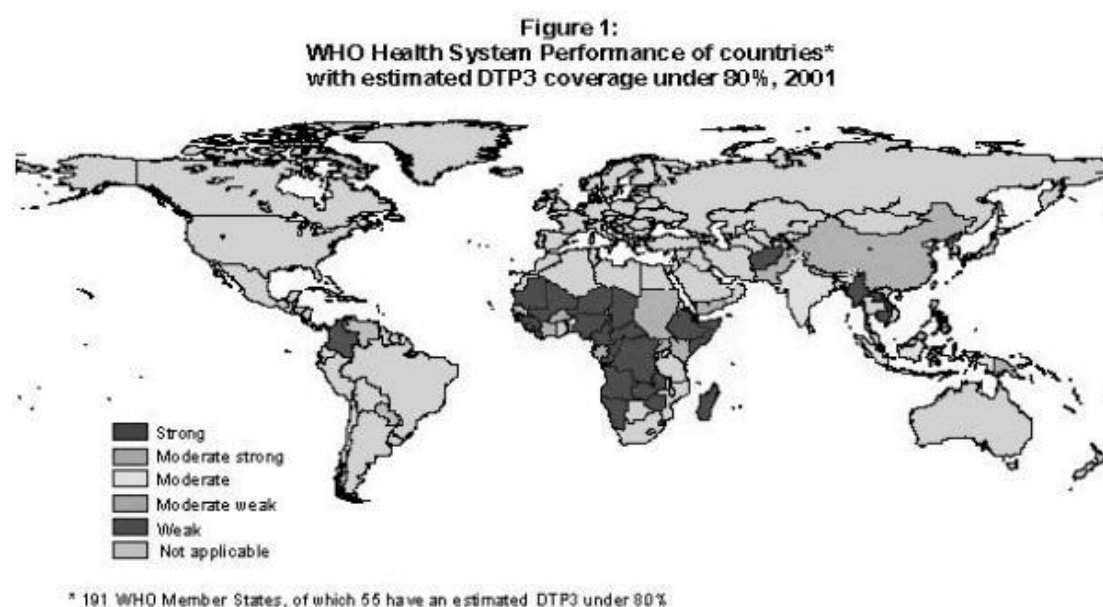 Figure 1:
WHO Health System Performance of countries*
with estimated DTP3 coverage under 80%, 2001
Strong
Moderate strong
Moderate
Moderate weak
Weak
Not applicable
* 191 WHO Member States, of which 55 have an estimated DTP3 under 80%